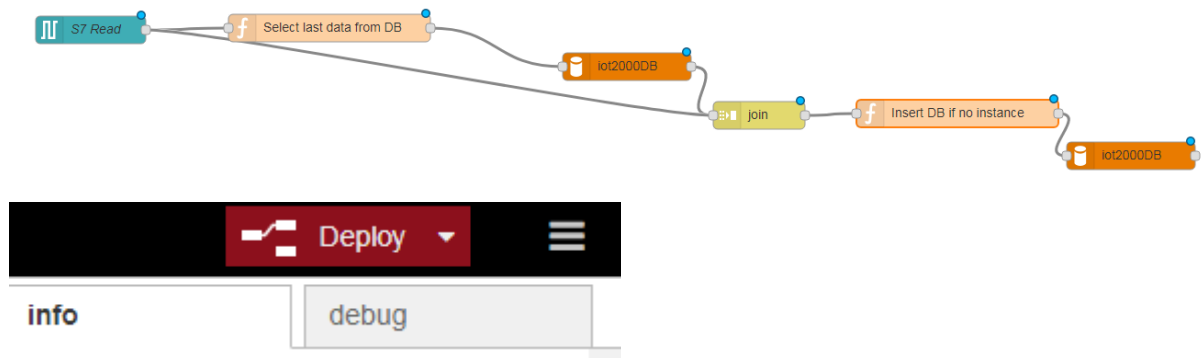 S7 Read
Select last data from DB
iot2000DB
join
Insert DB if no instance
iot2000DB
Deploy
info
debug